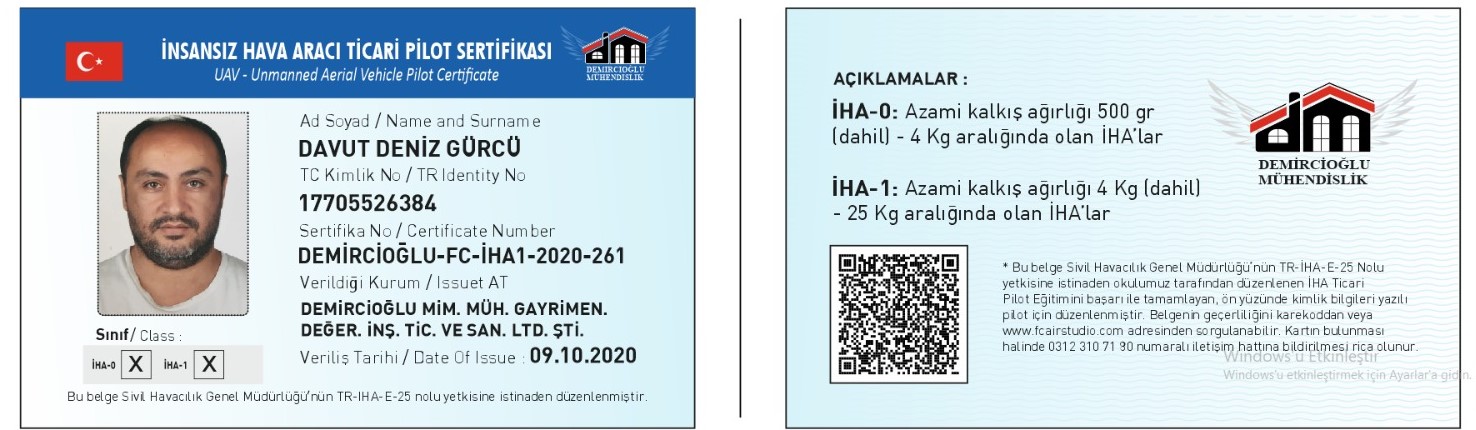 İNSANSIZ HAVA ARACI TİCARİ PİLOT SERTİFİKASI
UAV - Unmanned Aerial Vehicle Pilot Certificate
DEMİRCİOĞLU
MÜHENDİSLİK
Ad Soyad / Name and Surname
DAVUT DENİZ GÜRCÜ
TC Kimlik No / TR Identity No
17705526384
Sertifika No / Certificate Number
DEMİRCİOĞLU-FC-İHA1-2020-261
Verildiği Kurum / Issuet AT
DEMİRCİOĞLU MİM. MÜH. GAYRİMEN.
DEĞER. İNŞ. TİC. VE SAN. LTD. ŞTİ.
Veriliş Tarihi / Date Of Issue : 09.10.2020
Sınıf/ Class :
İHA-0 X İHA-1 X
Bu belge Sivil Havacılık Genel Müdürlüğü'nün TR-IHA-E-25 nolu yetkisine istinaden düzenlenmiştir.
AÇIKLAMALAR :
İHA-0: Azami kalkış ağırlığı 500 gr
(dahil) - 4 Kg aralığında olan İHA'lar
İHA-1: Azami kalkış ağırlığı 4 Kg (dahil)
- 25 Kg aralığında olan İHA'lar
DEMİRCİOĞLU
MÜHENDİSLİK
* Bu belge Sivil Havacılık Genel Müdürlüğü'nün TR-İHA-E-25 Nolu
yetkisine istinaden okulumuz tarafından düzenlenen İHA Ticari
Pilot Eğitimini başarı ile tamamlayan, ön yüzünde kimlik bilgileri yazılı
pilot için düzenlenmiştir. Belgenin geçerliliğini karekoddan veya
www.fcairstudio.com adresinden sorgulanabilir. Kartın bulunması
halinde 0312 310 71 90 numaralı iletişim hattına bildirilmesi rica olunur.
Windows'u Etkinleştir
Windows'u etkinleştirmek için Ayarlar'a gidin.